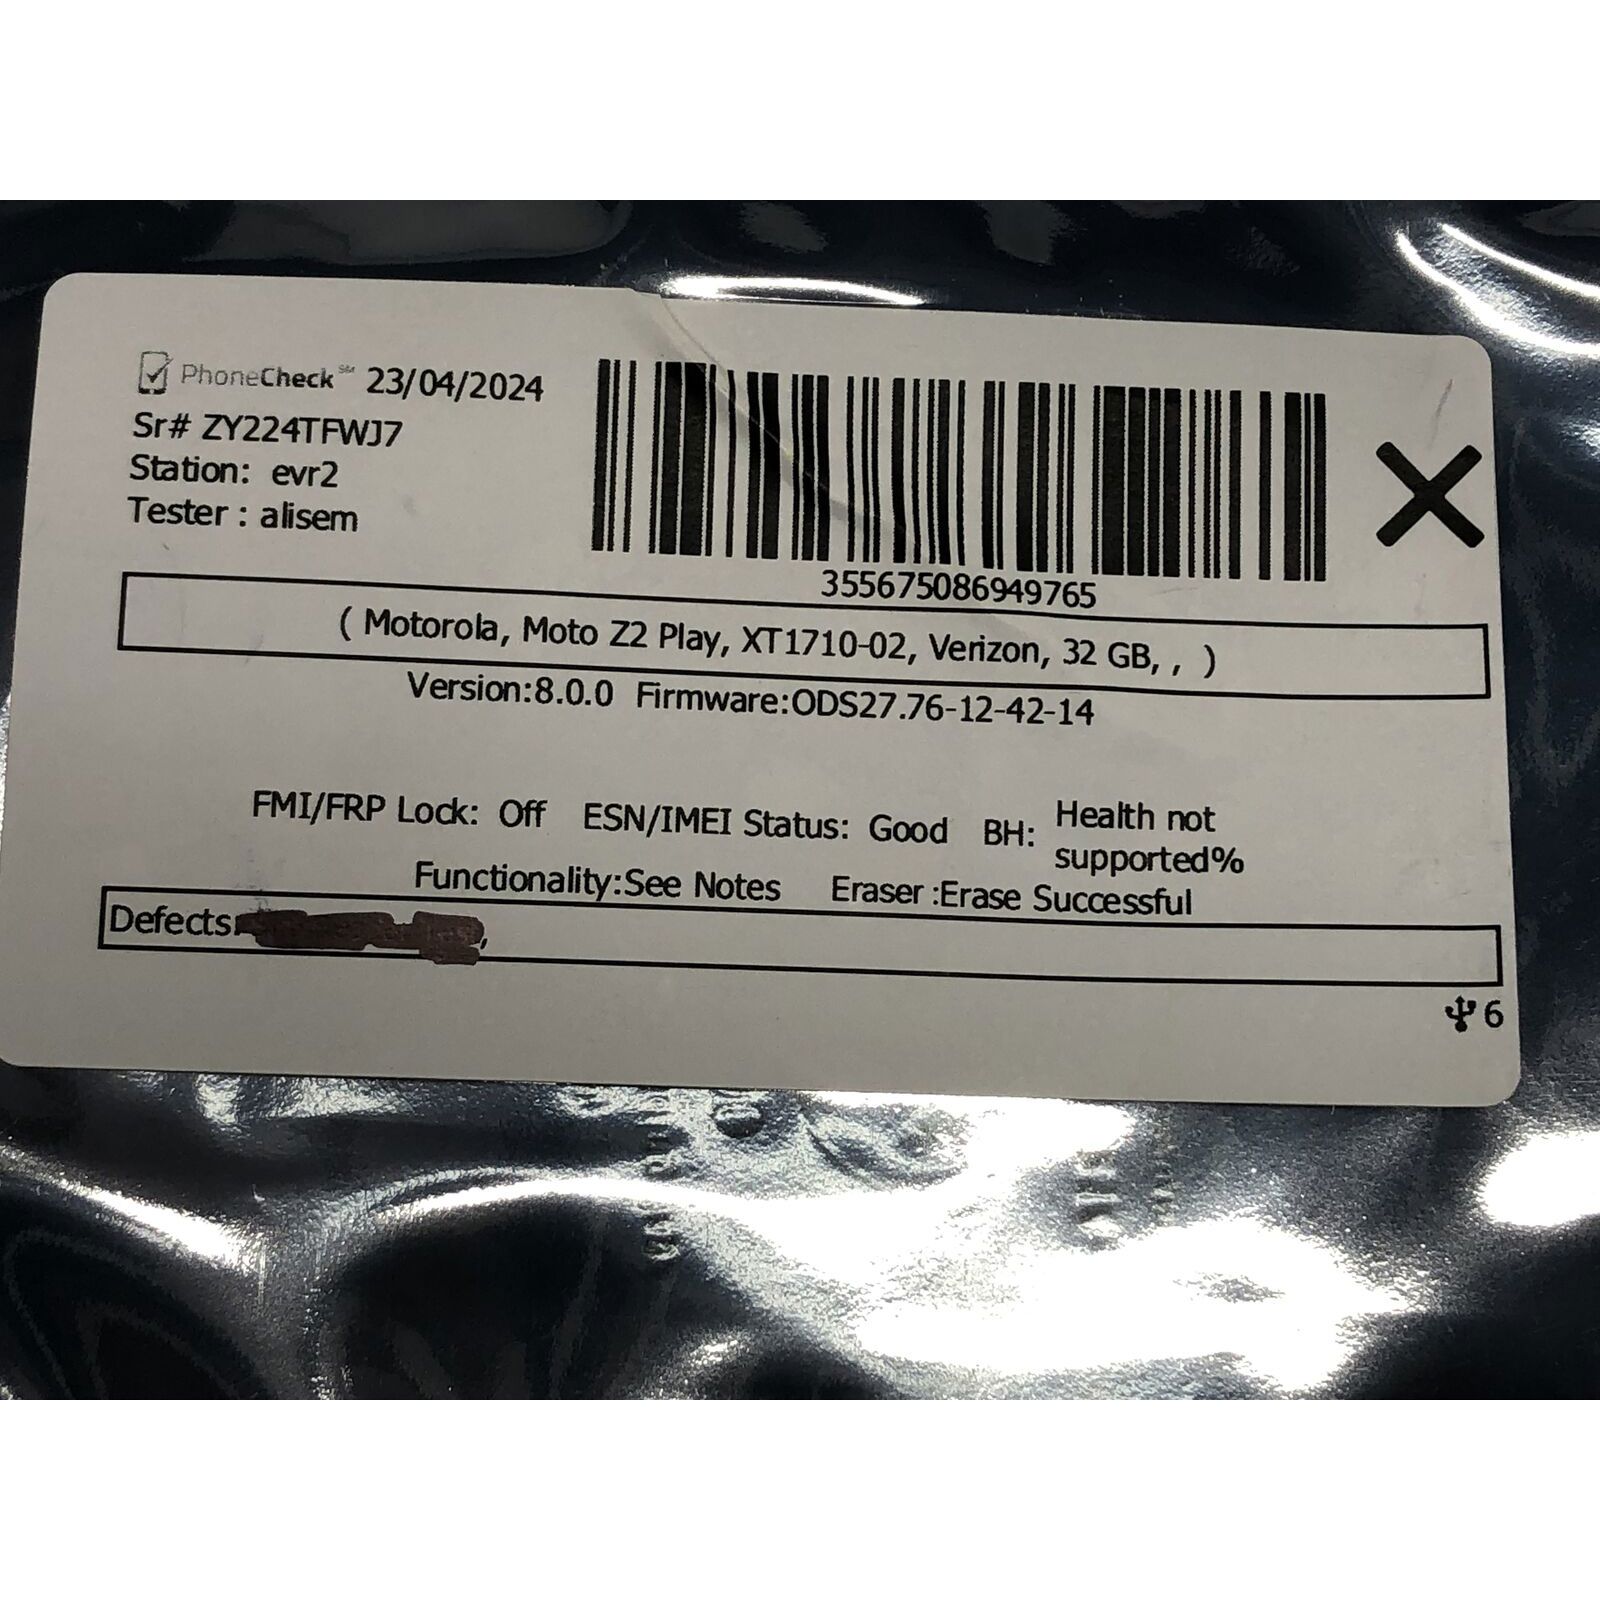 PhoneCheck℠ 23/04/2024
Sr# ZY224TFWJ7
Station: evr2
Tester : alisem
355675086949765
( Motorola, Moto Z2 Play, XT1710-02, Verizon, 32 GB, , )
Version:8.0.0 Firmware:ODS27.76-12-42-14
FMI/FRP Lock: Off ESN/IMEI Status: Good BH: Health not
supported%
Functionality:See Notes Eraser :Erase Successful
Defects: ,
6